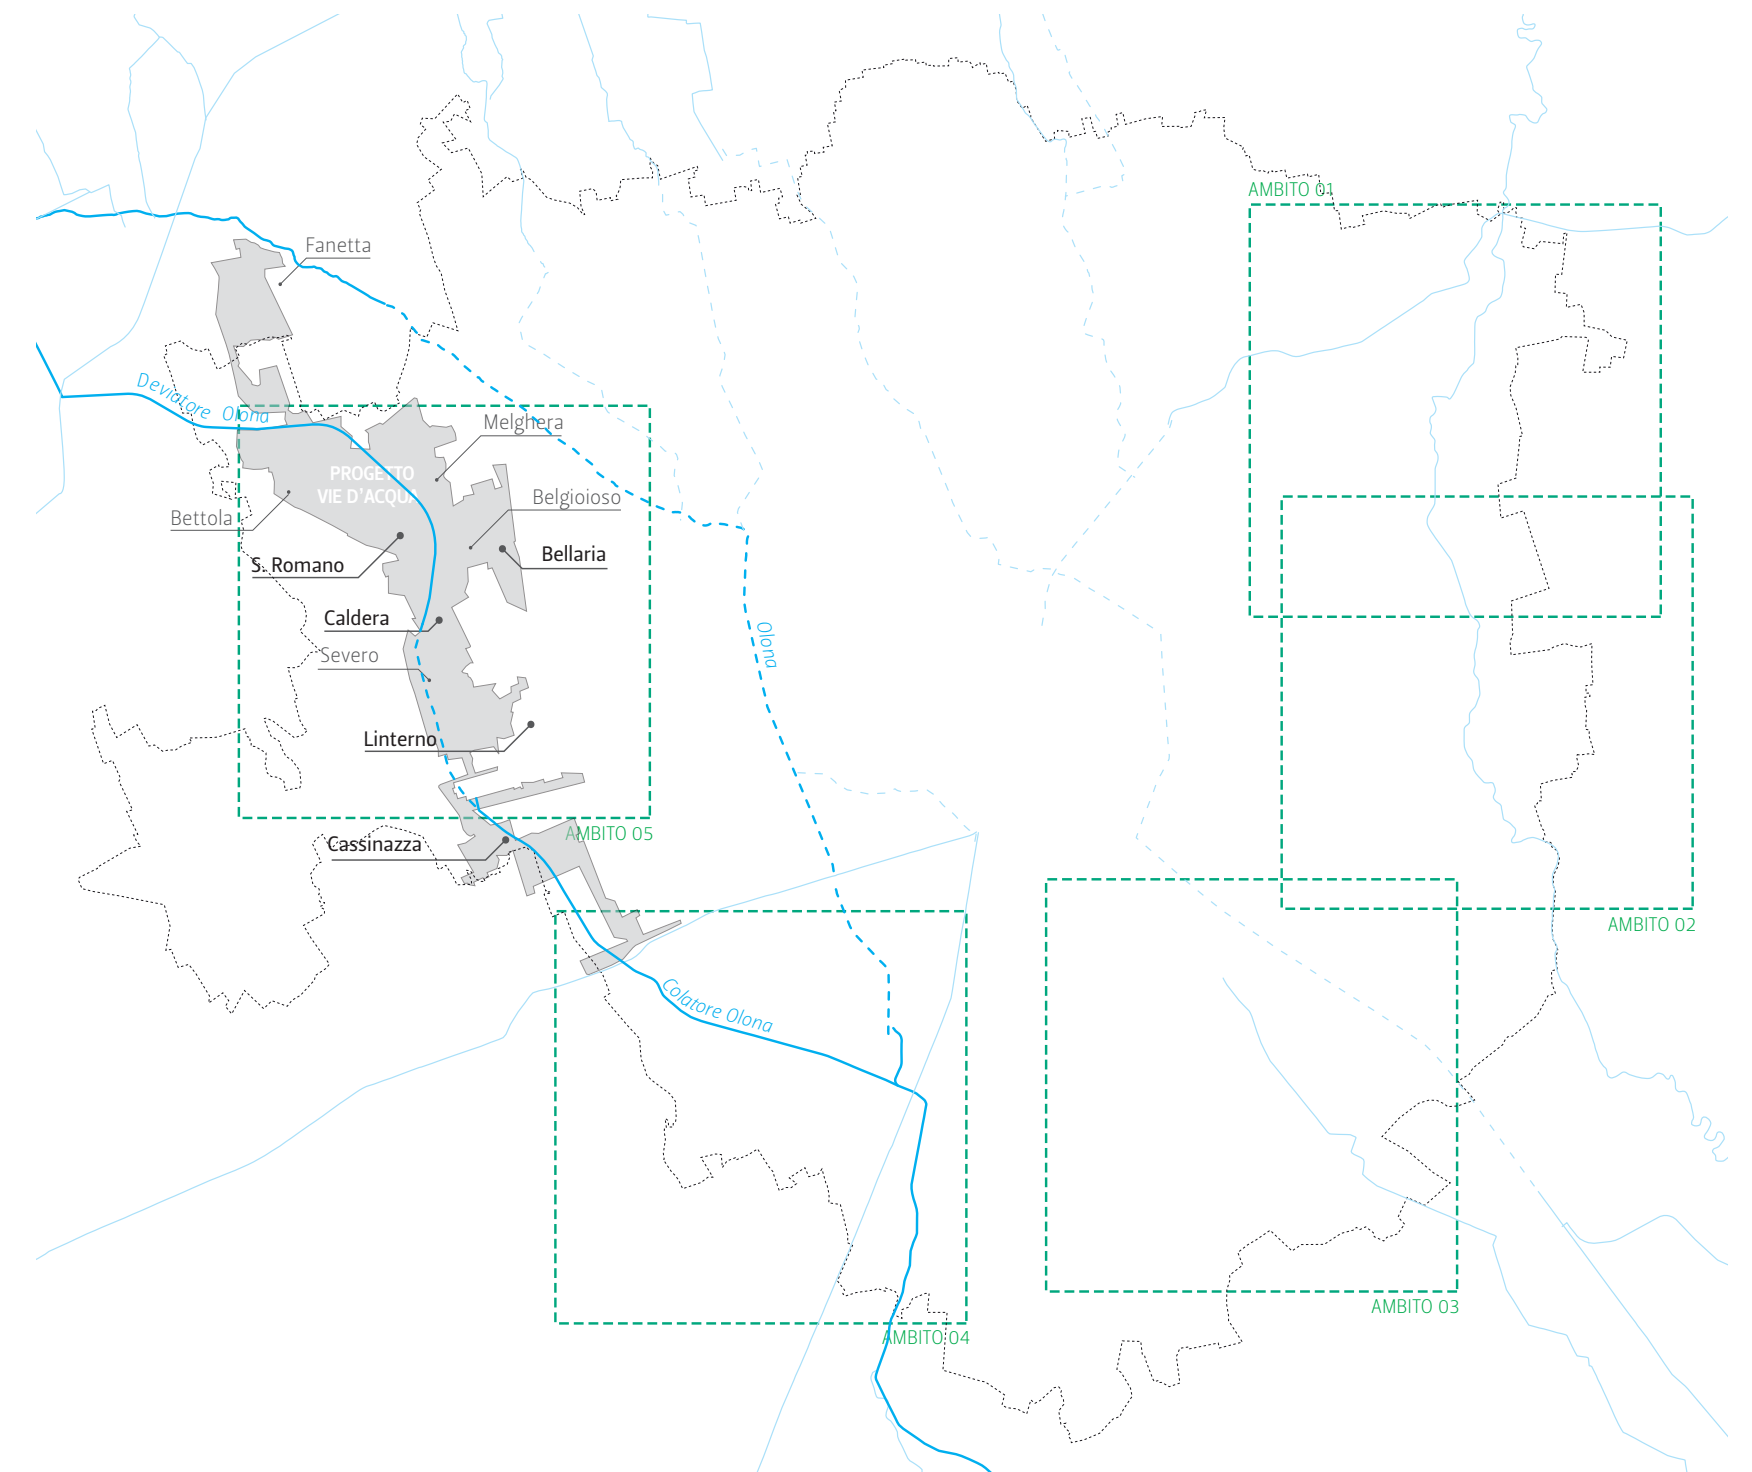 AMBITO 01
Fanetta
Deviatore Olona
Melghera
PROGETTO
VIE D'ACQUA
Belgioioso
Bettola
Bellaria
S. Romano
Caldera
Olona
Severo
Linterno
AMBITO 05
Cassinazza
AMBITO 02
Colatore Olona
AMBITO 03
AMBITO 04